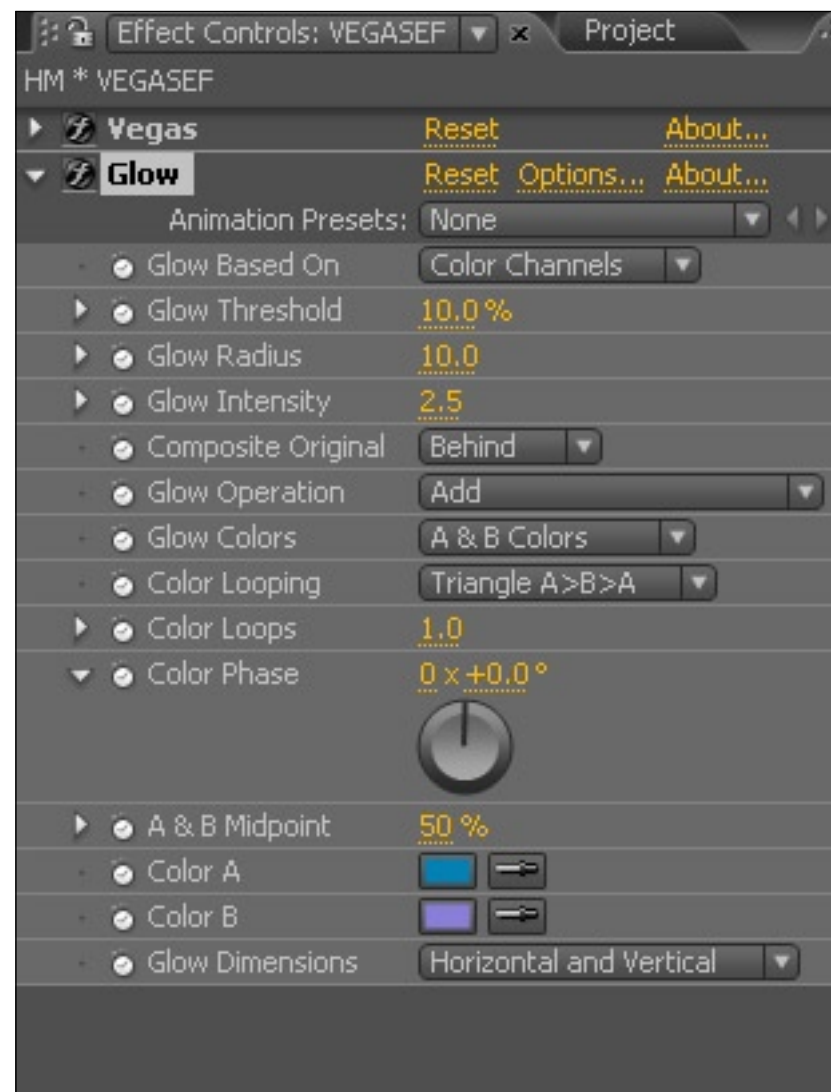 Effect Controls: VEGASEF Project
HM * VEGASEF
Vegas Reset About...
Glow Reset Options... About...
Animation Presets: None
Glow Based On Color Channels
Glow Threshold 10.0 %
Glow Radius 10.0
Glow Intensity 2.5
Composite Original Behind
Glow Operation Add
Glow Colors A & B Colors
Color Looping Triangle A>B>A
Color Loops 1.0
Color Phase 0 x +0.0 °
A & B Midpoint 50 %
Color A
Color B
Glow Dimensions Horizontal and Vertical